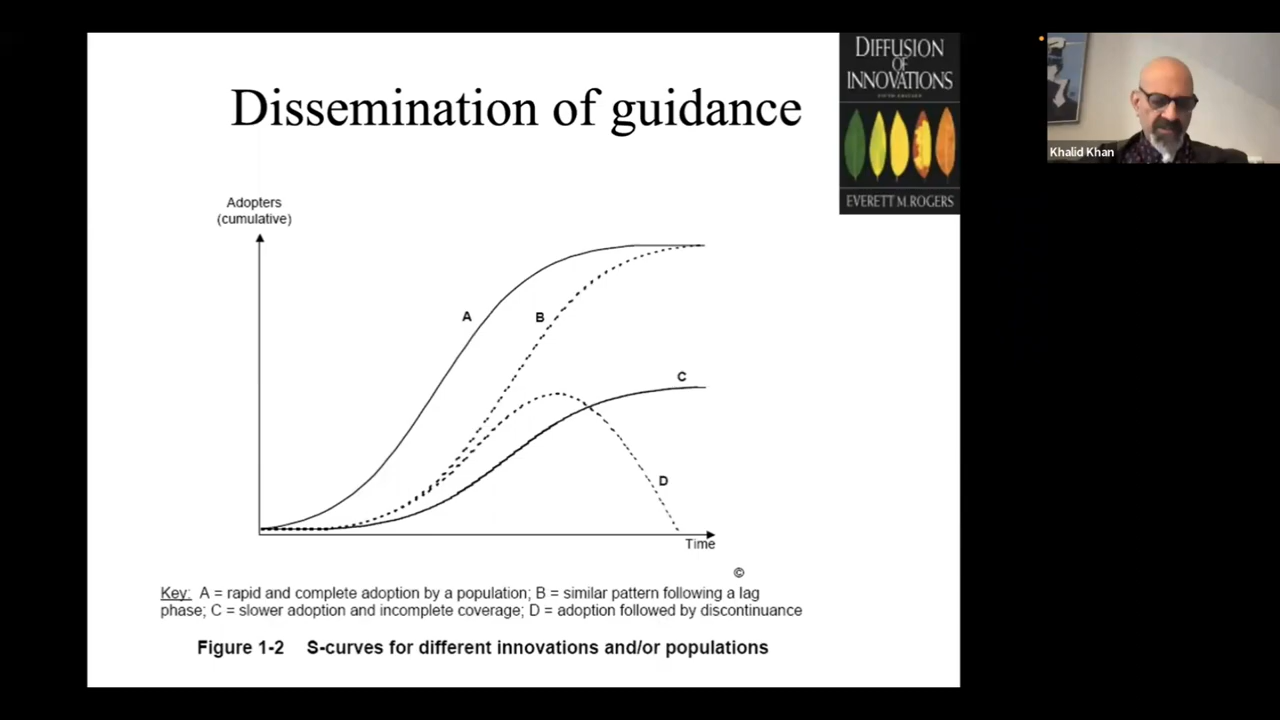 Dissemination of guidance
DIFFUSION
OF
INNOVATIONS
FIFTH EDITION
EVERETT M. ROGERS
Khalid Khan
Adopters
(cumulative)
A
B
C
D
Time
©
Key: A = rapid and complete adoption by a population; B = similar pattern following a lag
phase; C = slower adoption and incomplete coverage; D = adoption followed by discontinuance
Figure 1-2 S-curves for different innovations and/or populations